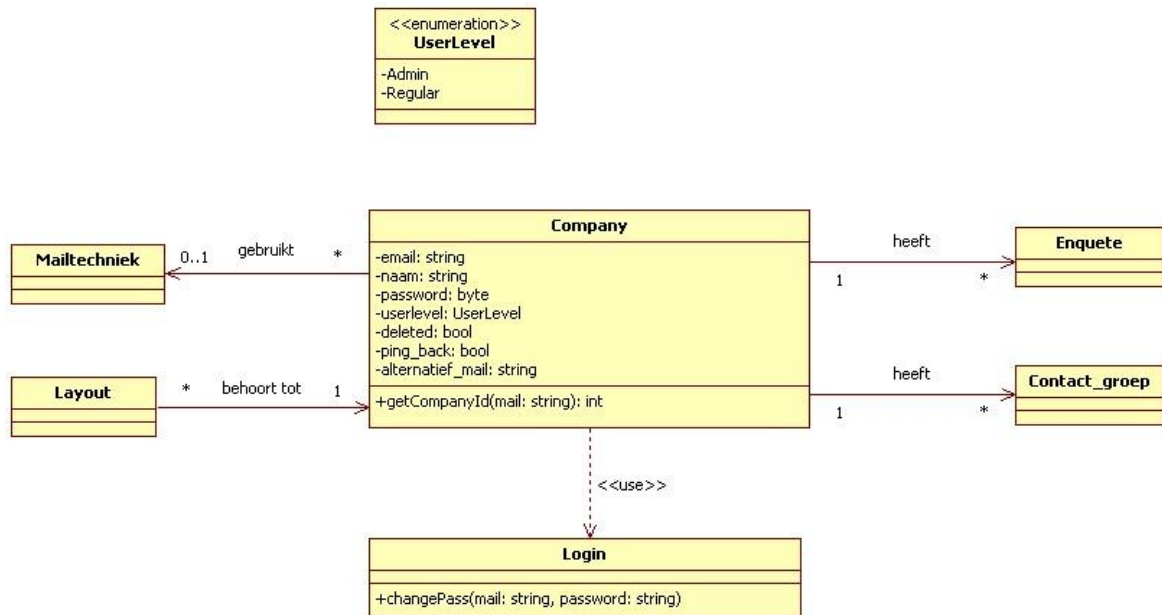 <<enumeration>>
UserLevel
-Admin
-Regular
Company
-email: string
-naam: string
-password: byte
-userlevel: UserLevel
-deleted: bool
-ping_back: bool
-alternatief_mail: string
+getCompanyId(mail: string): int
Mailtechniek
0..1 gebruikt *
Layout
* behoort tot 1
heeft
1 *
Enquete
heeft
1 *
Contact_groep
<<use>>
Login
+changePass(mail: string, password: string)